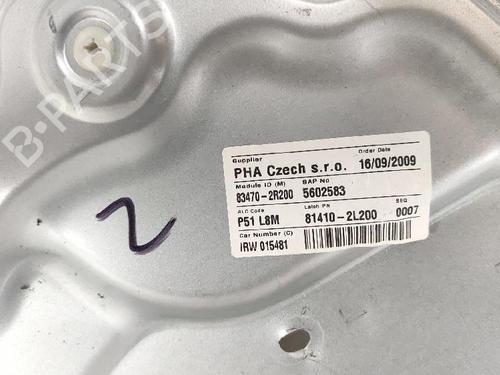 B-PARTS
Supplier Order Date
PHA Czech s.r.o. 16/09/2009
Module ID (M) SAP No
83470-2R200 5602583
ALC Code Latch PN SEQ
P51 L8M 81410-2L200 0007
Car Number (C)
IRW 015481
2